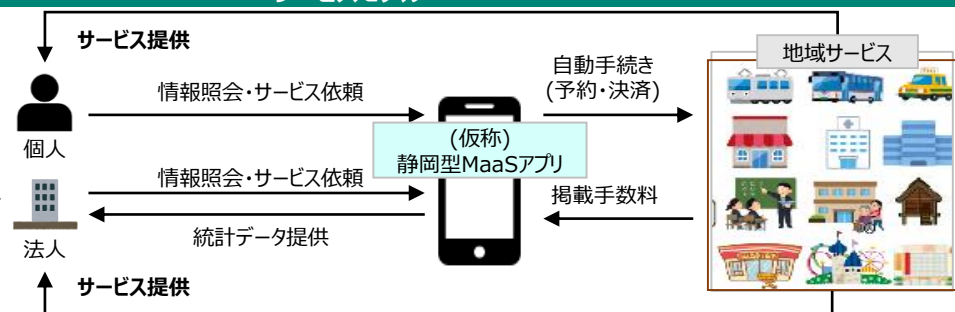 サービス提供
地域サービス
自動手続き
(予約・決済)
情報照会・サービス依頼
個人
(仮称)
静岡型MaaSアプリ
情報照会・サービス依頼
掲載手数料
統計データ提供
法人
サービス提供